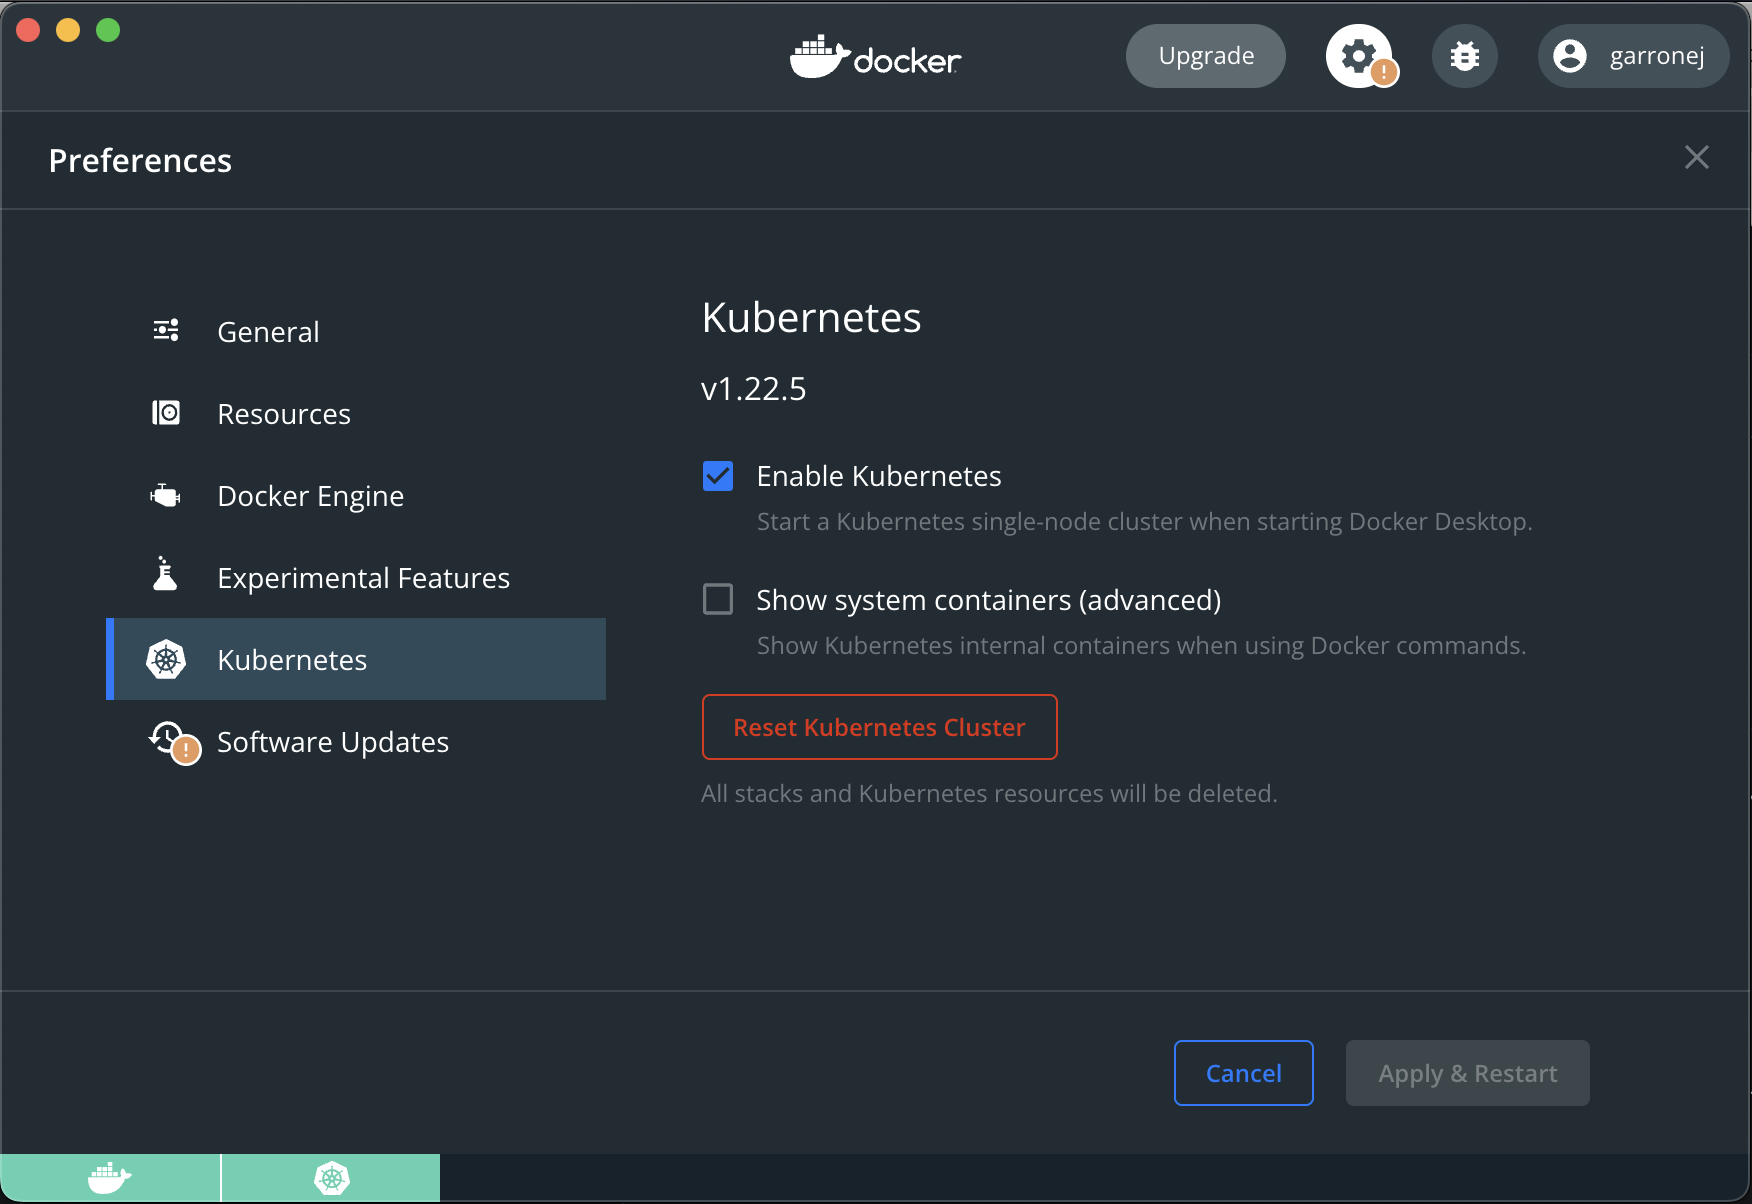 docker
Upgrade
garronej
Preferences
General
Resources
Docker Engine
Experimental Features
Kubernetes
Software Updates
Kubernetes
v1.22.5
Enable Kubernetes
Start a Kubernetes single-node cluster when starting Docker Desktop.
Show system containers (advanced)
Show Kubernetes internal containers when using Docker commands.
Reset Kubernetes Cluster
All stacks and Kubernetes resources will be deleted.
Cancel
Apply & Restart